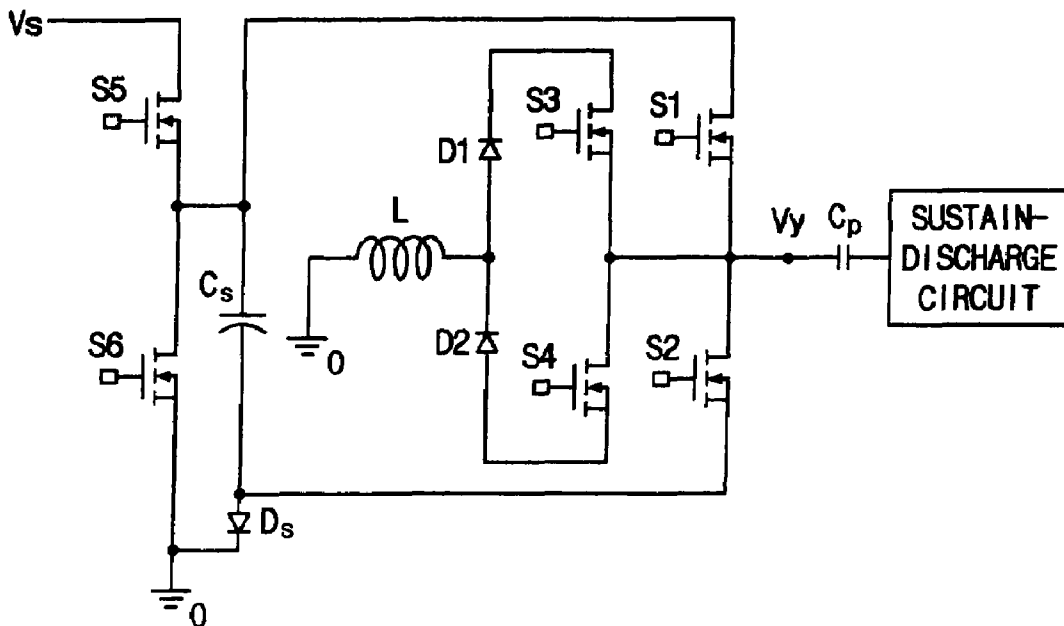 Vs
S5
S3
S1
D1
L
Vy
Cp
SUSTAIN-
DISCHARGE
CIRCUIT
Cs
0
D2
S6
S4
S2
Ds
0